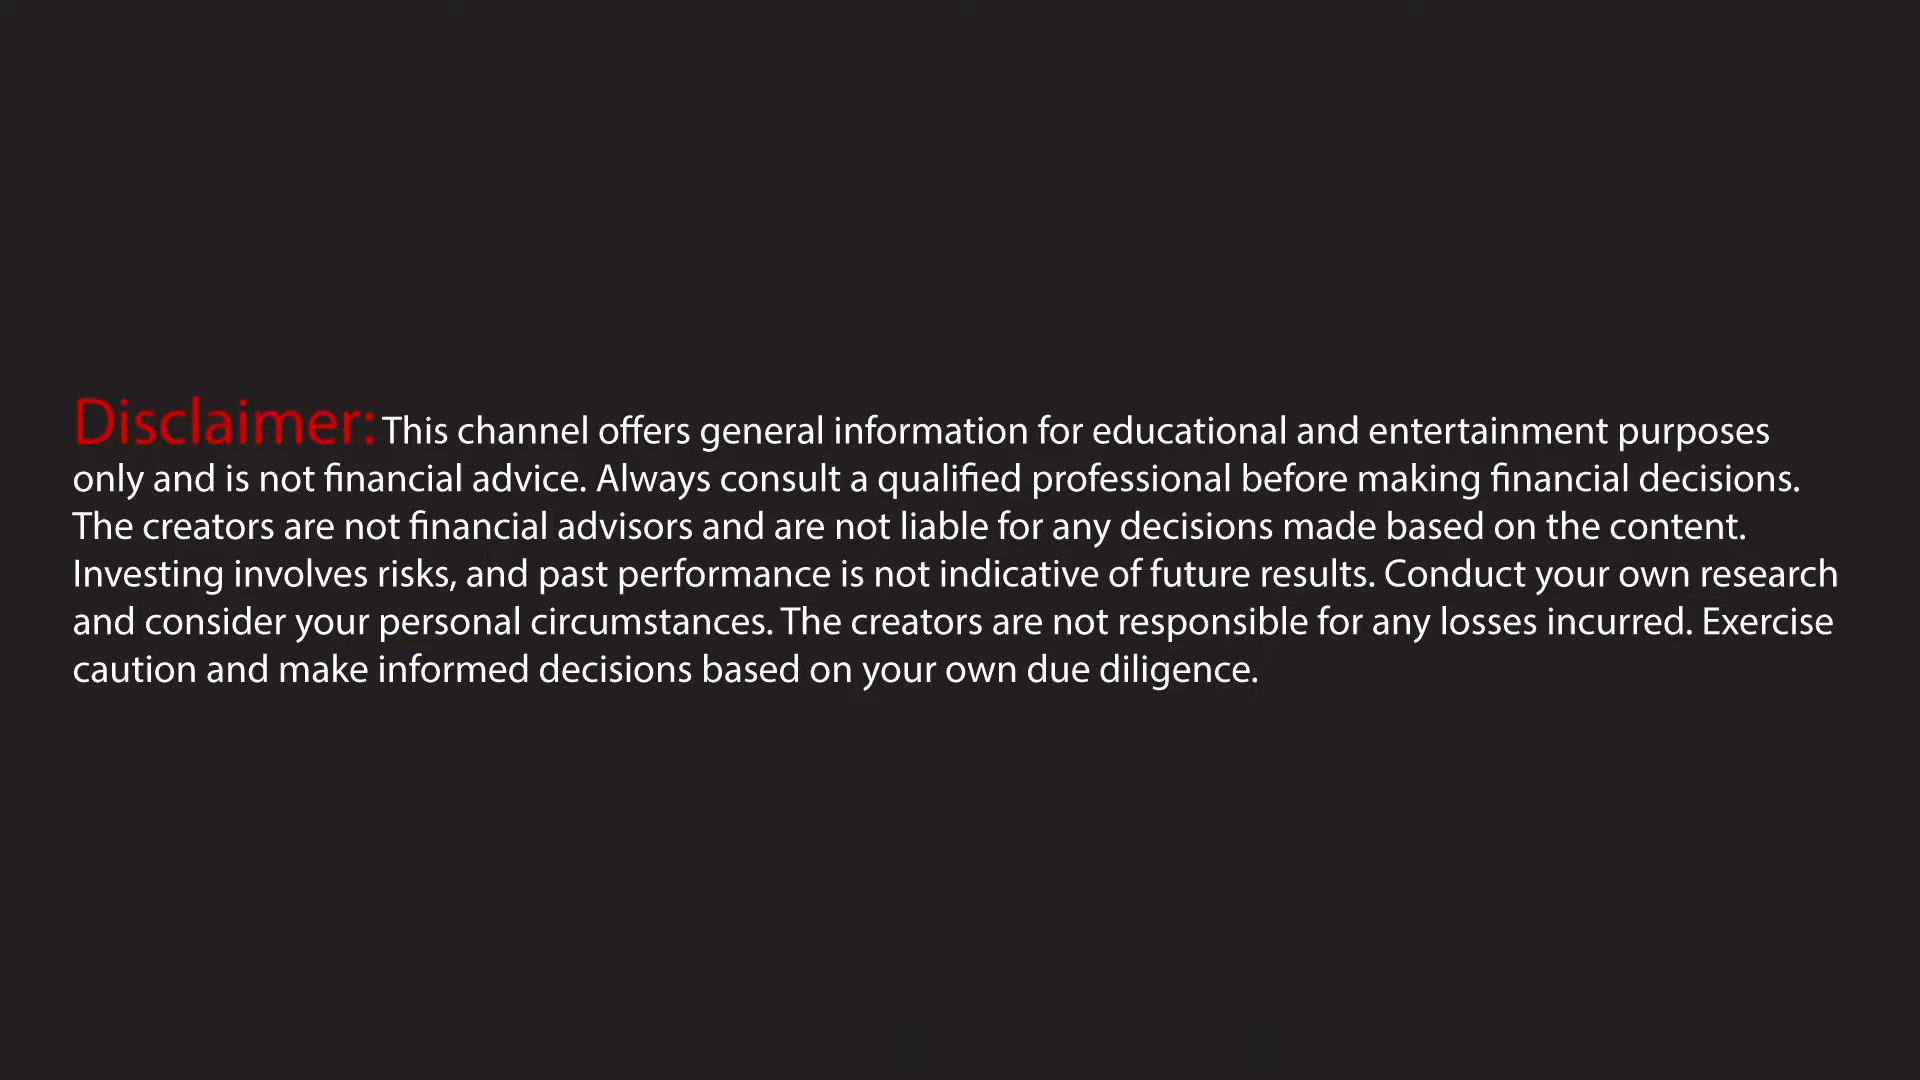 Disclaimer: This channel offers general information for educational and entertainment purposes
only and is not financial advice. Always consult a qualified professional before making financial decisions.
The creators are not financial advisors and are not liable for any decisions made based on the content.
Investing involves risks, and past performance is not indicative of future results. Conduct your own research
and consider your personal circumstances. The creators are not responsible for any losses incurred. Exercise
caution and make informed decisions based on your own due diligence.